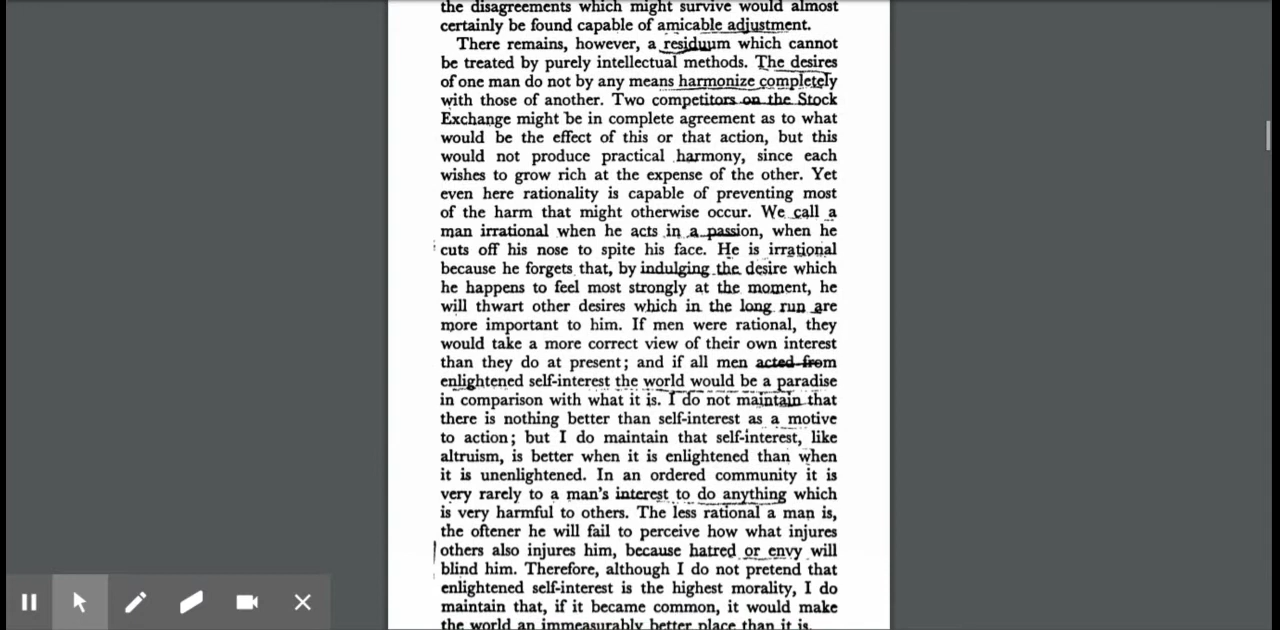 the disagreements which might survive would almost
certainly be found capable of amicable adjustment.
There remains, however, a residuum which cannot
be treated by purely intellectual methods. The desires
of one man do not by any means harmonize completely
with those of another. Two competitors on the Stock
Exchange might be in complete agreement as to what
would be the effect of this or that action, but this
would not produce practical harmony, since each
wishes to grow rich at the expense of the other. Yet
even here rationality is capable of preventing most
of the harm that might otherwise occur. We call a
man irrational when he acts in a passion, when he
cuts off his nose to spite his face. He is irrational
because he forgets that, by indulging the desire which
he happens to feel most strongly at the moment, he
will thwart other desires which in the long run are
more important to him. If men were rational, they
would take a more correct view of their own interest
than they do at present; and if all men acted from
enlightened self-interest the world would be a paradise
in comparison with what it is. I do not maintain that
there is nothing better than self-interest as a motive
to action; but I do maintain that self-interest, like
altruism, is better when it is enlightened than when
it is unenlightened. In an ordered community it is
very rarely to a man's interest to do anything which
is very harmful to others. The less rational a man is,
the oftener he will fail to perceive how what injures
others also injures him, because hatred or envy will
blind him. Therefore, although I do not pretend that
enlightened self-interest is the highest morality, I do
maintain that, if it became common, it would make
the world an immeasurably better place than it is.